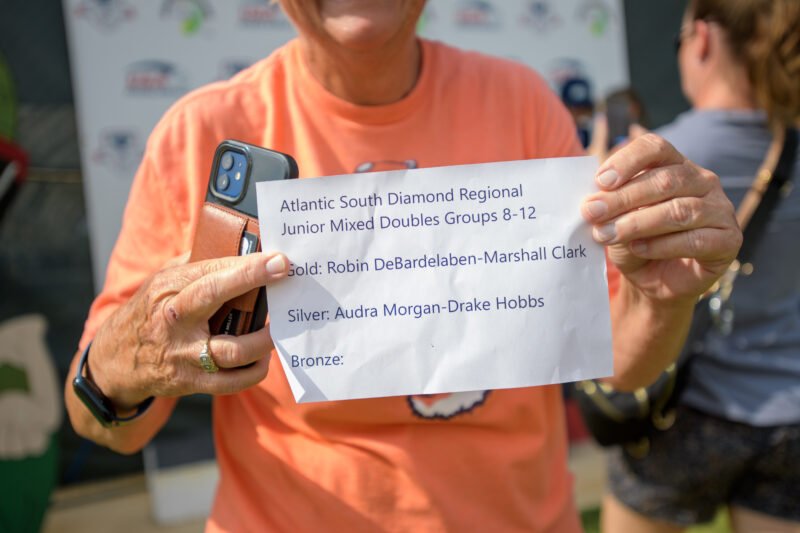 Atlantic South Diamond Regional
Junior Mixed Doubles Groups 8-12
Gold: Robin DeBardelaben-Marshall Clark
Silver: Audra Morgan-Drake Hobbs
Bronze: